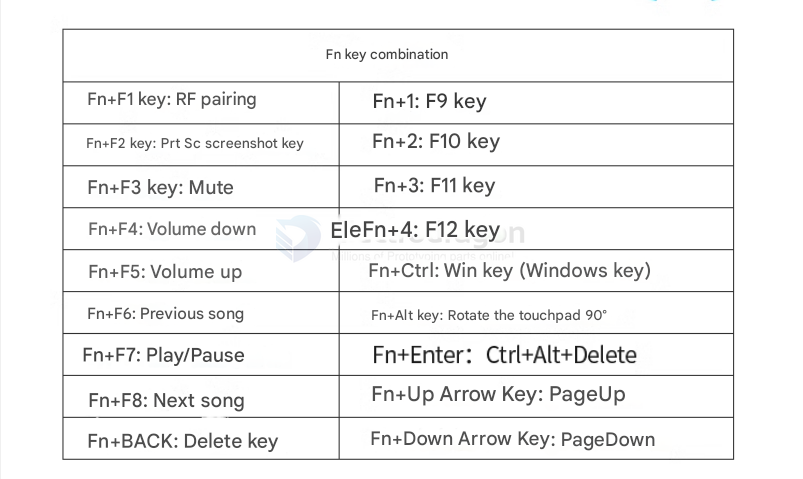 Fn key combination
Fn+F1 key: RF pairing
Fn+1: F9 key
Fn+F2 key: Prt Sc screenshot key
Fn+2: F10 key
Fn+F3 key: Mute
Fn+3: F11 key
Fn+F4: Volume down
EleFn+4: F12 key
Fn+F5: Volume up
Fn+Ctrl: Win key (Windows key)
Fn+F6: Previous song
Fn+Alt key: Rotate the touchpad 90°
Fn+F7: Play/Pause
Fn+Enter: Ctrl+Alt+Delete
Fn+F8: Next song
Fn+Up Arrow Key: PageUp
Fn+BACK: Delete key
Fn+Down Arrow Key: PageDown